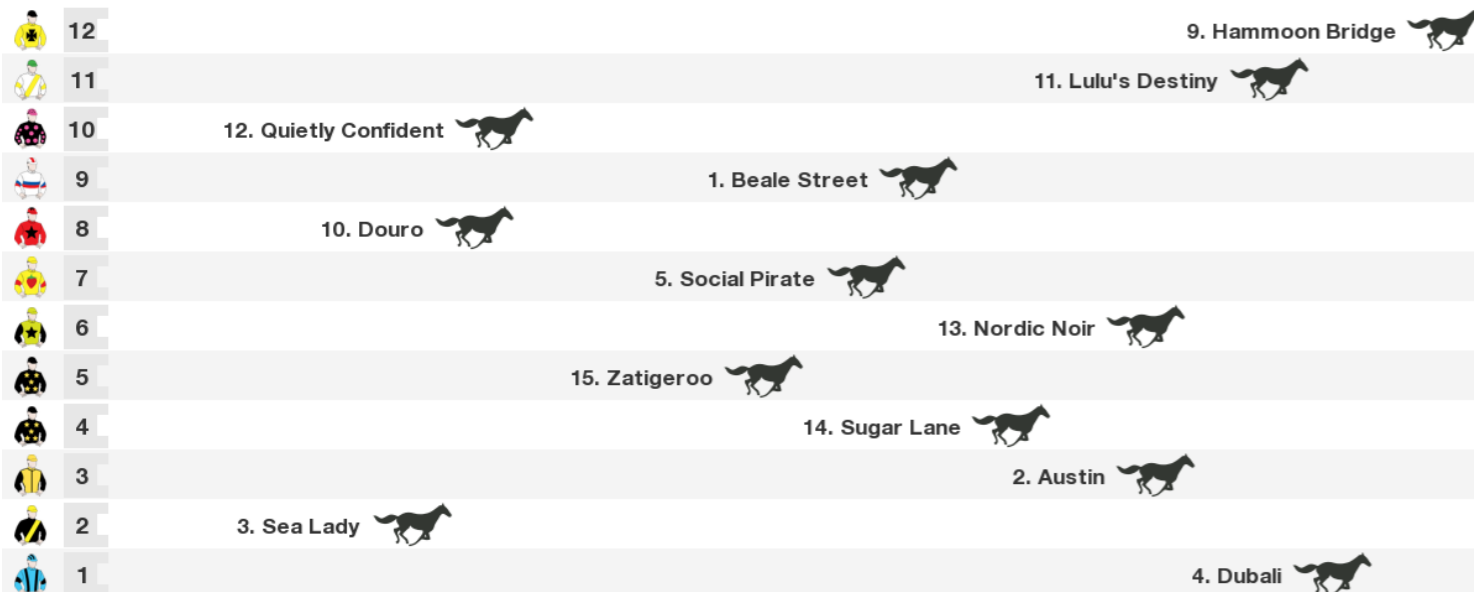 12 9. Hammoon Bridge
11 11. Lulu's Destiny
10 12. Quietly Confident
9 1. Beale Street
8 10. Douro
7 5. Social Pirate
6 13. Nordic Noir
5 15. Zatigeroo
4 14. Sugar Lane
3 2. Austin
2 3. Sea Lady
1 4. Dubali